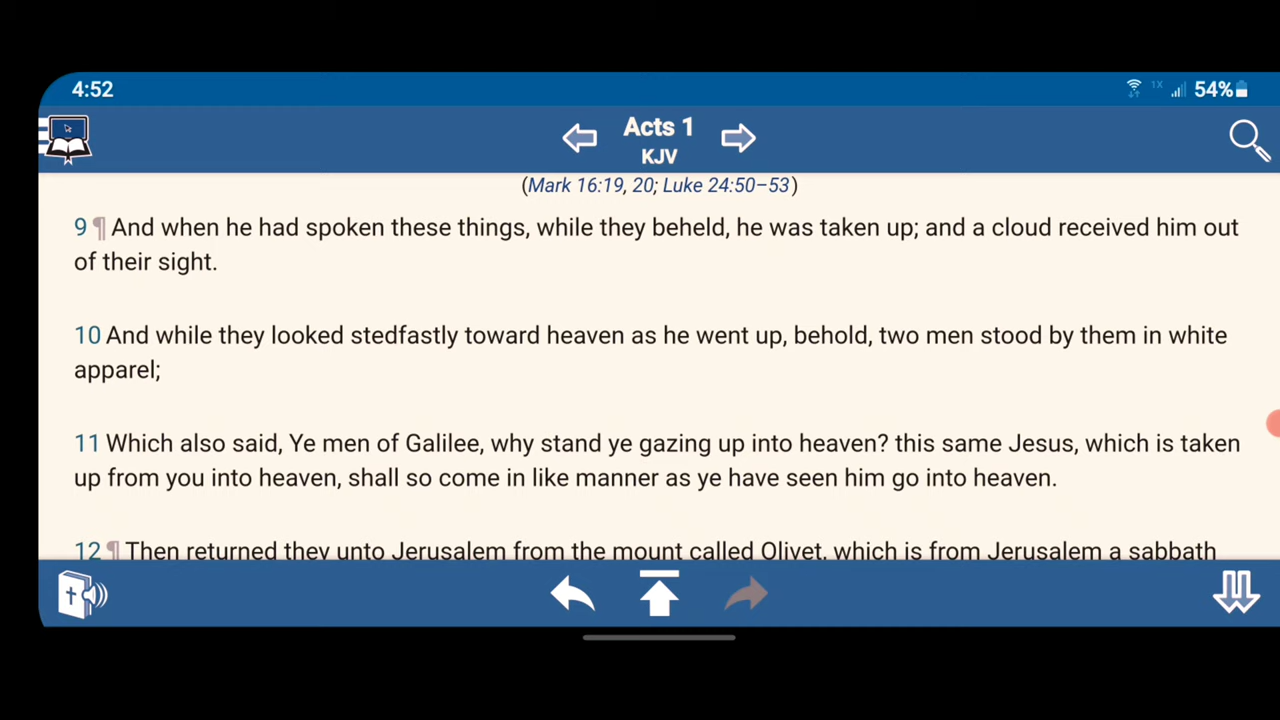 4:52
1X 54%
Acts 1
KJV
(Mark 16:19, 20; Luke 24:50–53)
9 ¶ And when he had spoken these things, while they beheld, he was taken up; and a cloud received him out
of their sight.
10 And while they looked stedfastly toward heaven as he went up, behold, two men stood by them in white
apparel;
11 Which also said, Ye men of Galilee, why stand ye gazing up into heaven? this same Jesus, which is taken
up from you into heaven, shall so come in like manner as ye have seen him go into heaven.
12 ¶ Then returned they unto Jerusalem from the mount called Olivet, which is from Jerusalem a sabbath